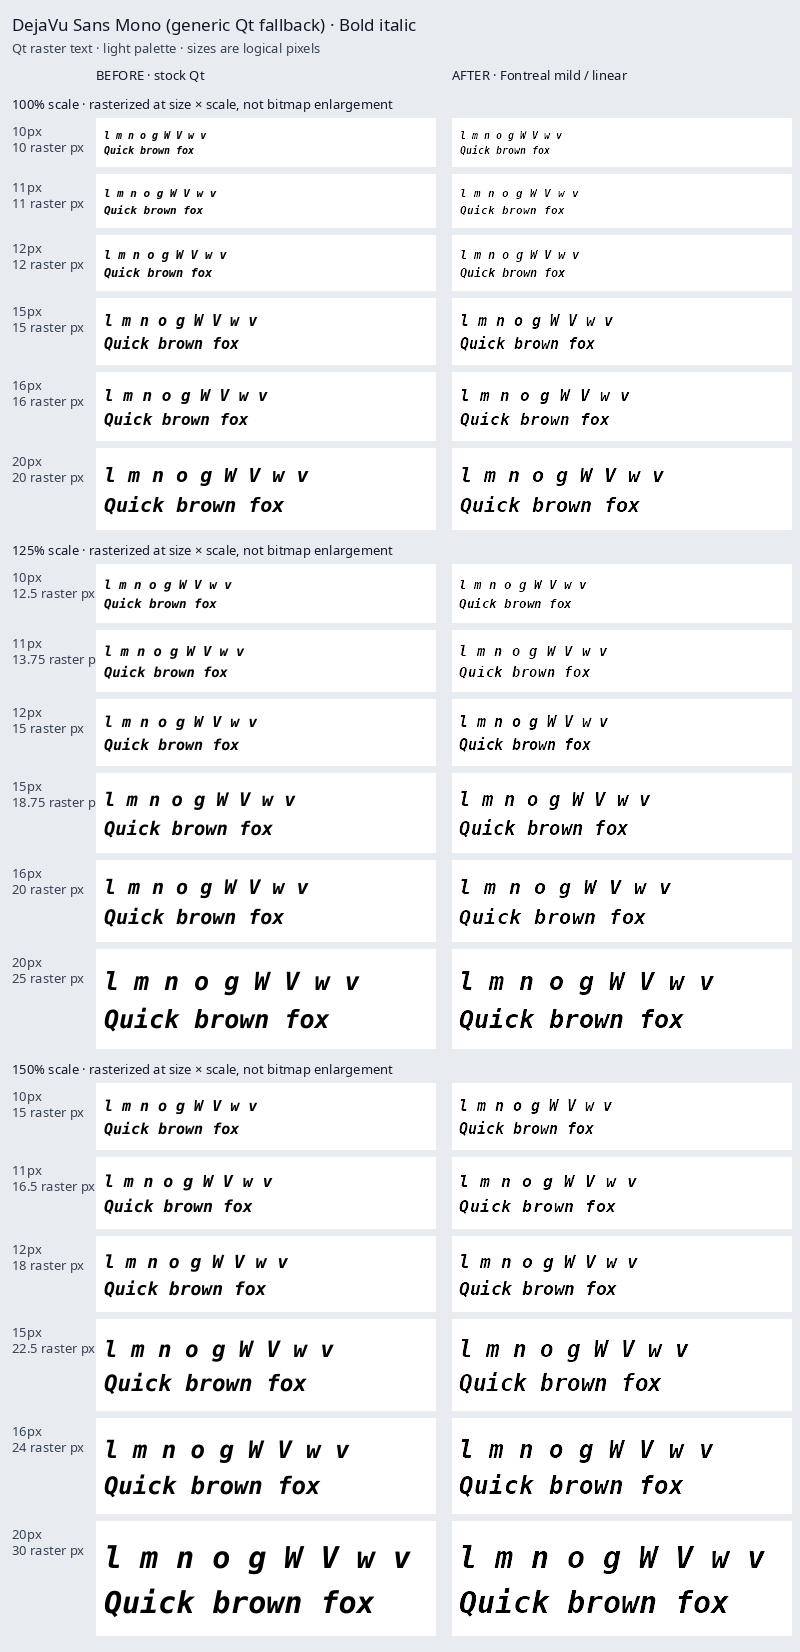 DejaVu Sans Mono (generic Qt fallback) · Bold italic
Qt raster text · light palette · sizes are logical pixels
BEFORE · stock Qt AFTER · Fontreal mild / linear
100% scale · rasterized at size × scale, not bitmap enlargement
10px l m n o g W V w v l m n o g W V w v
10 raster px Quick brown fox Quick brown fox
11px l m n o g W V w v l m n o g W V w v
11 raster px Quick brown fox Quick brown fox
12px l m n o g W V w v l m n o g W V w v
12 raster px Quick brown fox Quick brown fox
15px l m n o g W V w v l m n o g W V w v
15 raster px Quick brown fox Quick brown fox
16px l m n o g W V w v l m n o g W V w v
16 raster px Quick brown fox Quick brown fox
20px l m n o g W V w v l m n o g W V w v
20 raster px Quick brown fox Quick brown fox
125% scale · rasterized at size × scale, not bitmap enlargement
10px l m n o g W V w v l m n o g W V w v
12.5 raster px Quick brown fox Quick brown fox
11px l m n o g W V w v l m n o g W V w v
13.75 raster p Quick brown fox Quick brown fox
12px l m n o g W V w v l m n o g W V w v
15 raster px Quick brown fox Quick brown fox
15px l m n o g W V w v l m n o g W V w v
18.75 raster p Quick brown fox Quick brown fox
16px l m n o g W V w v l m n o g W V w v
20 raster px Quick brown fox Quick brown fox
20px l m n o g W V w v l m n o g W V w v
25 raster px Quick brown fox Quick brown fox
150% scale · rasterized at size × scale, not bitmap enlargement
10px l m n o g W V w v l m n o g W V w v
15 raster px Quick brown fox Quick brown fox
11px l m n o g W V w v l m n o g W V w v
16.5 raster px Quick brown fox Quick brown fox
12px l m n o g W V w v l m n o g W V w v
18 raster px Quick brown fox Quick brown fox
15px l m n o g W V w v l m n o g W V w v
22.5 raster px Quick brown fox Quick brown fox
16px l m n o g W V w v l m n o g W V w v
24 raster px Quick brown fox Quick brown fox
20px l m n o g W V w v l m n o g W V w v
30 raster px Quick brown fox Quick brown fox